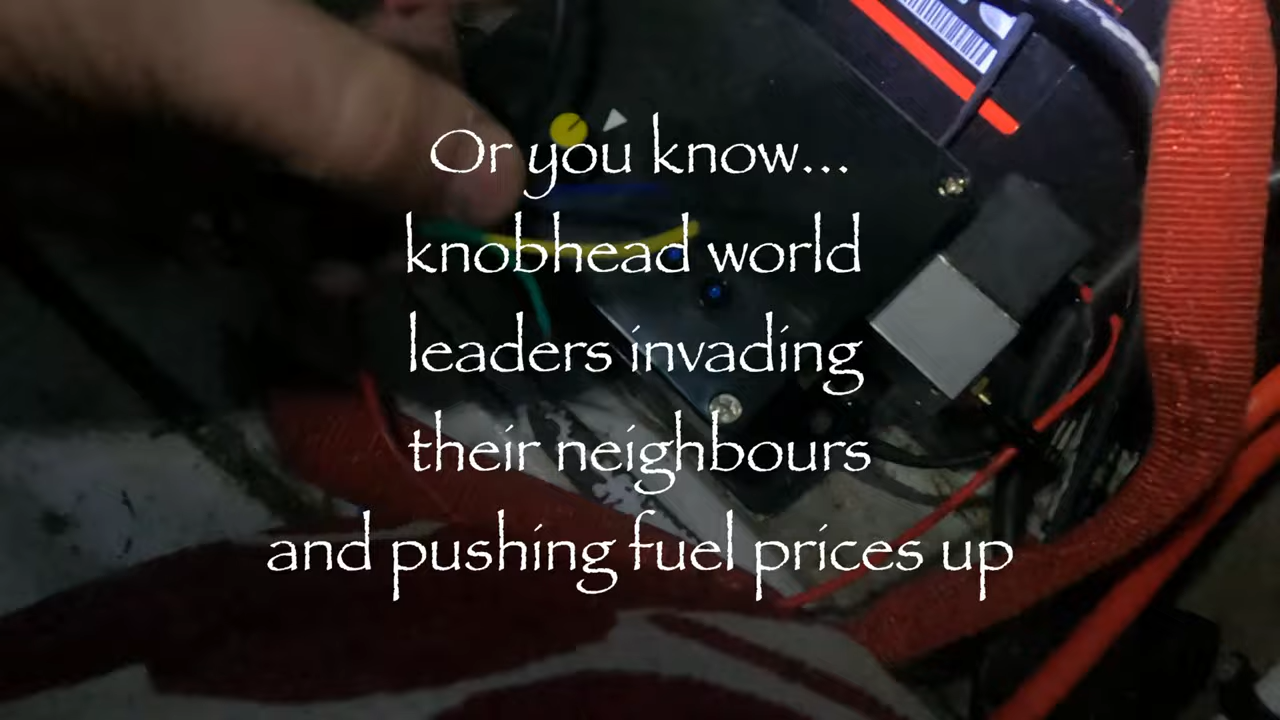 Or you know...
knobhead world
leaders invading
their neighbours
and pushing fuel prices up